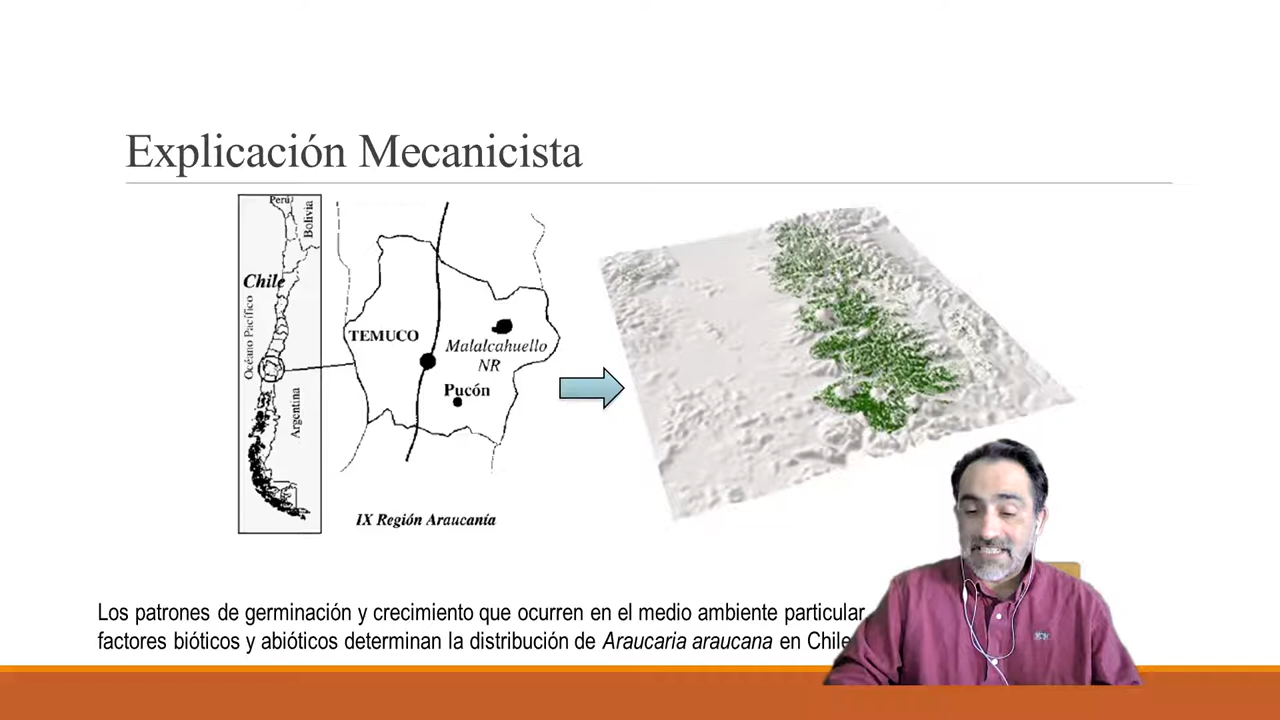 Explicación Mecanicista
Perú
Bolivia
Chile
Océano Pacífico
Argentina
TEMUCO
Malalcahuello
NR
Pucón
IX Región Araucanía
Los patrones de germinación y crecimiento que ocurren en el medio ambiente particular
factores bióticos y abióticos determinan la distribución de Araucaria araucana en Chile